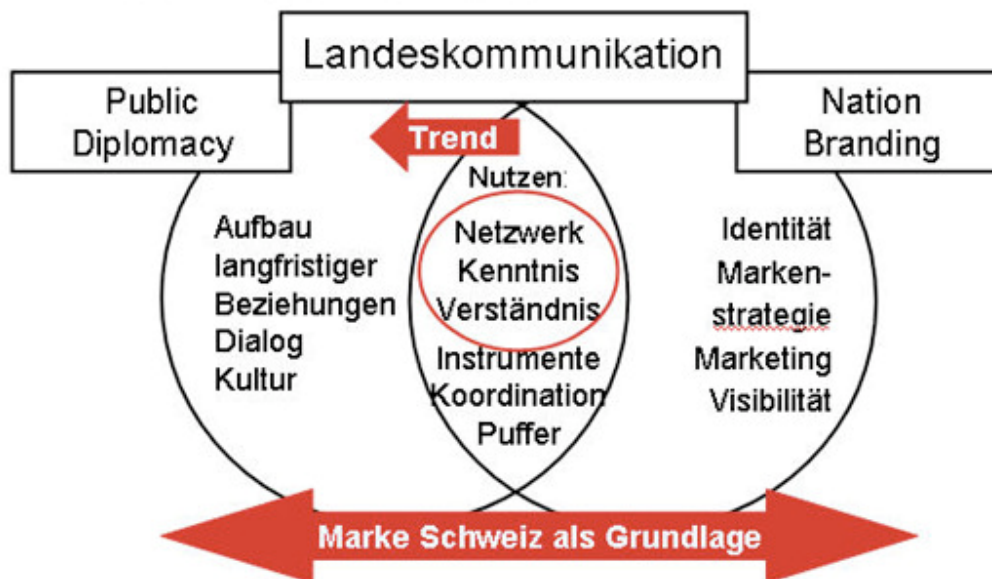 Landeskommunikation
Public
Diplomacy
Nation
Branding
Trend
Nutzen:
Netzwerk
Kenntnis
Verständnis
Instrumente
Koordination
Puffer
Aufbau
langfristiger
Beziehungen
Dialog
Kultur
Identität
Marken-
strategie
Marketing
Visibilität
Marke Schweiz als Grundlage